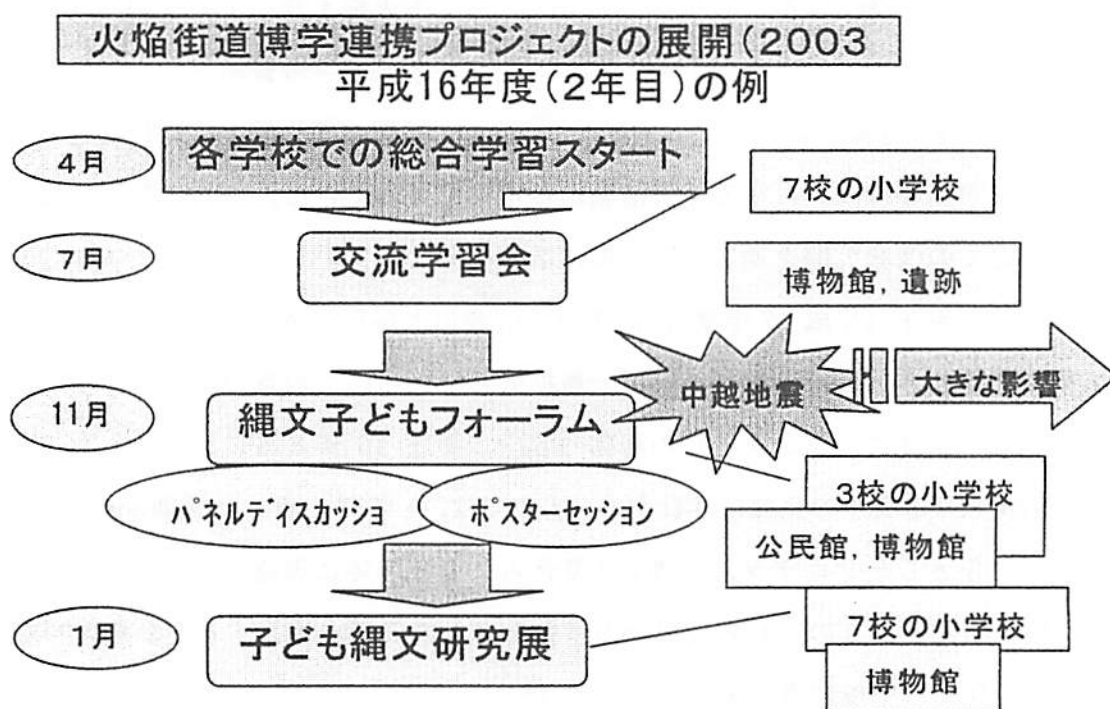 火焔街道博学連携プロジェクトの展開(2003
平成16年度(2年目)の例
4月
各学校での総合学習スタート
7校の小学校
7月
交流学習会
博物館, 遺跡
中越地震
大きな影響
11月
縄文子どもフォーラム
3校の小学校
パネルディスカッショ
ポスターセッション
公民館, 博物館
1月
子ども縄文研究展
7校の小学校
博物館